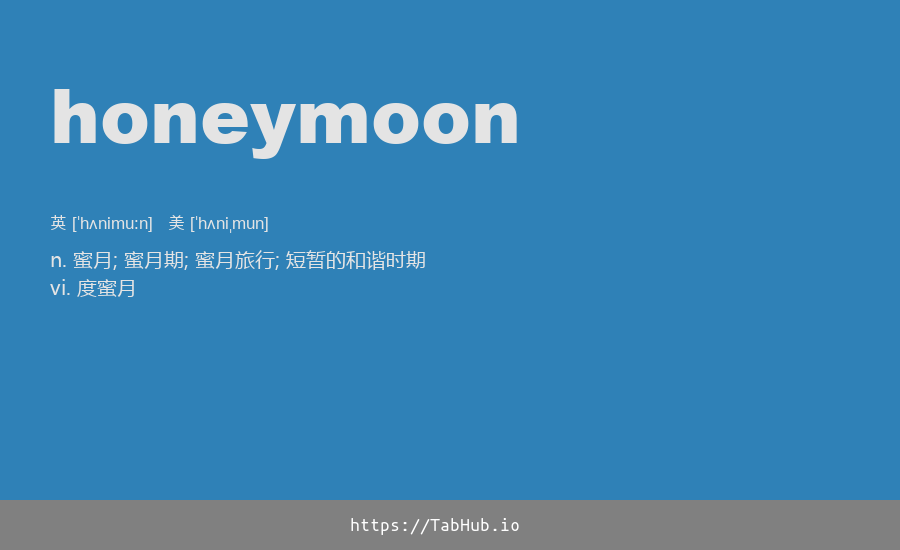 honeymoon
英 [ˈhʌnimuːn] 美 [ˈhʌniˌmun]
n. 蜜月; 蜜月期; 蜜月旅行; 短暂的和谐时期
vi. 度蜜月
https://TabHub.io